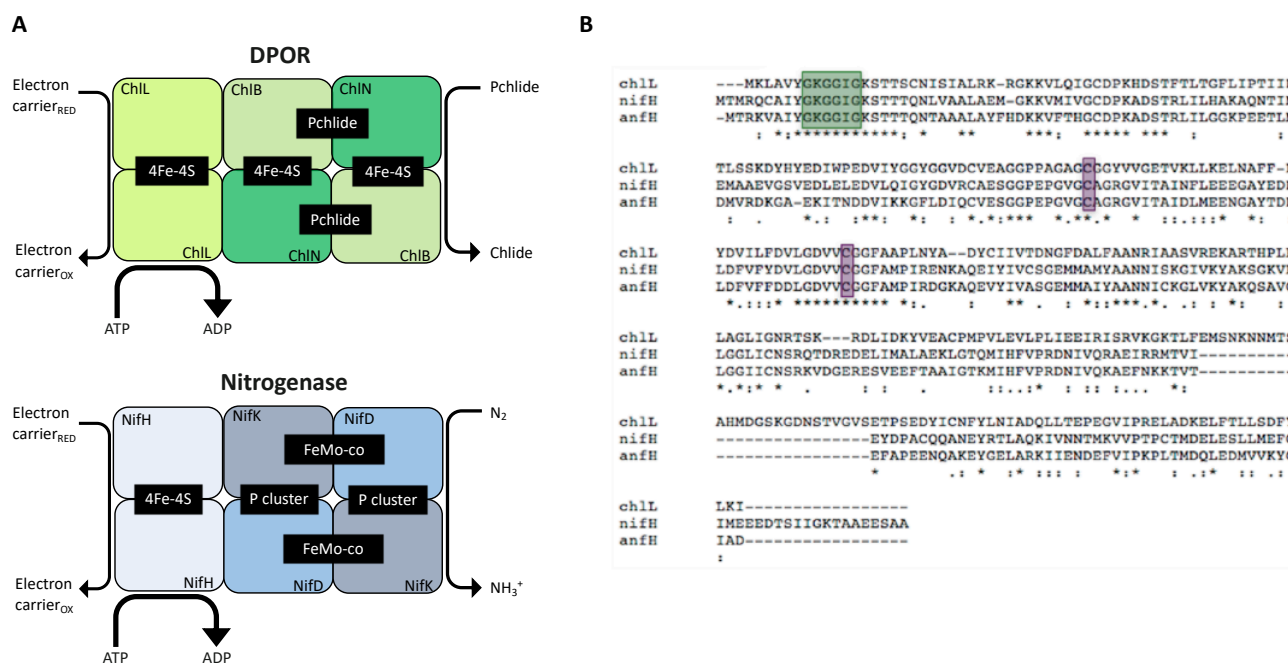 A
DPOR
Electron
carrierRED
ChlL
ChlB
ChlN
Pchlide
Pchlide
4Fe-4S
4Fe-4S
4Fe-4S
Pchlide
Electron
carrierOX
ChlL
ChlN
ChlB
Chlide
ATP
ADP
Nitrogenase
Electron
carrierRED
NifH
NifK
NifD
N2
FeMo-co
4Fe-4S
P cluster
P cluster
FeMo-co
Electron
carrierOX
NifH
NifD
NifK
NH3+
ATP
ADP
B
chlL ---MKLAVYGKGGIGKSTTSCNISIALRK-RGKKVLQIGCDPKHDSTFTLTGFLIPTII
nifH MTMRQCAIYGKGGIGKSTTTQNLVAALAEM-GKKVMIVGCDPKADSTRLILHAKAQNTI
anfH -MTRKVAIYGKGGIGKSTTTQNTAAALAYFHDKKVFTHGCDPKADSTRLILGGKPEETL
chlL TLSSKDYHYEDIWPEDVIYGGYGGVDCVEAGGPPAGAGCGGYVVGETVKLLKELNAFF-
nifH EMAAEVGSVEDLELEDVLQIGYGDVRCAESGGPEPGVGCAGRGVITAINFLEEEGAYED
anfH DMVRDKGA-EKITNDDVIKKGFLDIQCVESGGPEPGVGCAGRGVITAIDLMEENGAYTD
chlL YDVILFDVLGDVVCGGFAAPLNYA--DYCIIVTDNGFDALFAANRIAASVREKARTHPL
nifH LDFVFYDVLGDVVCGGFAMPIRENKAQEIYIVCSGEMMAMYAANNISKGIVKYAKSGKV
anfH LDFVFFDDLGDVVCGGFAMPIRDGKAQEVYIVASGEMMAIYAANNICKGLVKYAKQSAV
chlL LAGLIGNRTSK---RDLIDKYVEACPMPVLEVLPLIEEIRISRVKGKTLFEMSNKNNMT
nifH LGGLICNSRQTDREDELIMALAEKLGTQMIHFVPRDNIVQRAEIRRMTVI---------
anfH LGGIICNSRKVDGERESVEEFTAAIGTKMIHFVPRDNIVQKAEFNKKTVT---------
chlL AHMDGSKGDNSTVGVSETPSEDYICNFYLNIADQLLTEPEGVIPRELADKELFTLLSDF
nifH ----------------EYDPACQQANEYRTLAQKIVNNTMKVVPTPCTMDELESLLMEF
anfH ----------------EFAPEENQAKEYGELARKIIENDEFVIPKPLTMDQLEDMVVKY
chlL LKI------------------
nifH IMEEEDTSIIGKTAAEESAA
anfH IAD------------------